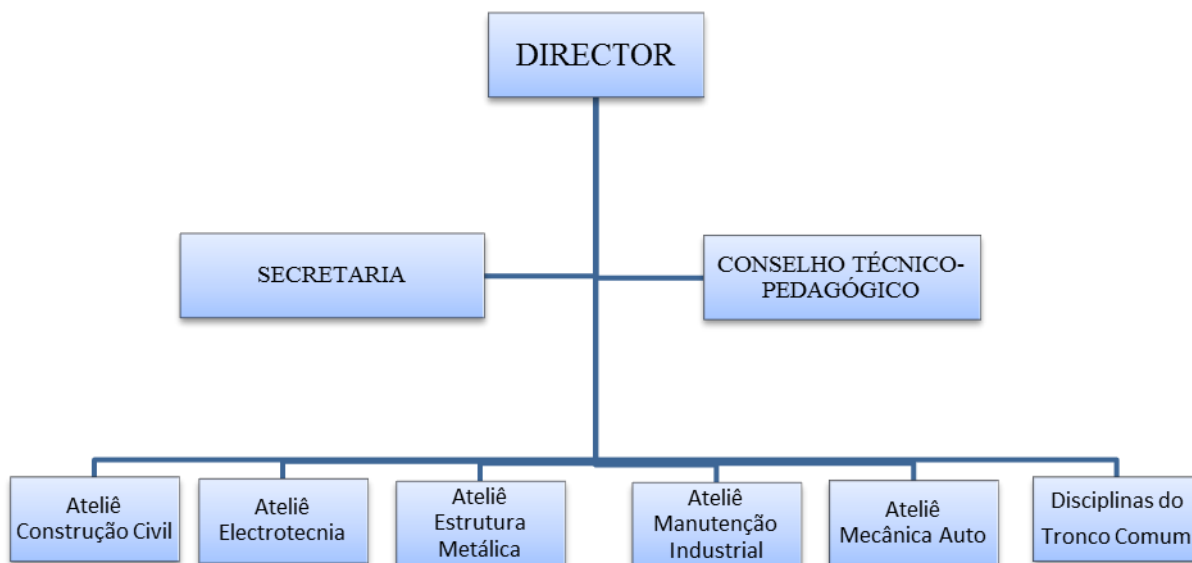 DIRECTOR
SECRETARIA
CONSELHO TÉCNICO-
PEDAGÓGICO
Ateliê
Construção Civil
Ateliê
Electrotecnia
Ateliê
Estrutura
Metálica
Ateliê
Manutenção
Industrial
Ateliê
Mecânica Auto
Disciplinas do
Tronco Comum